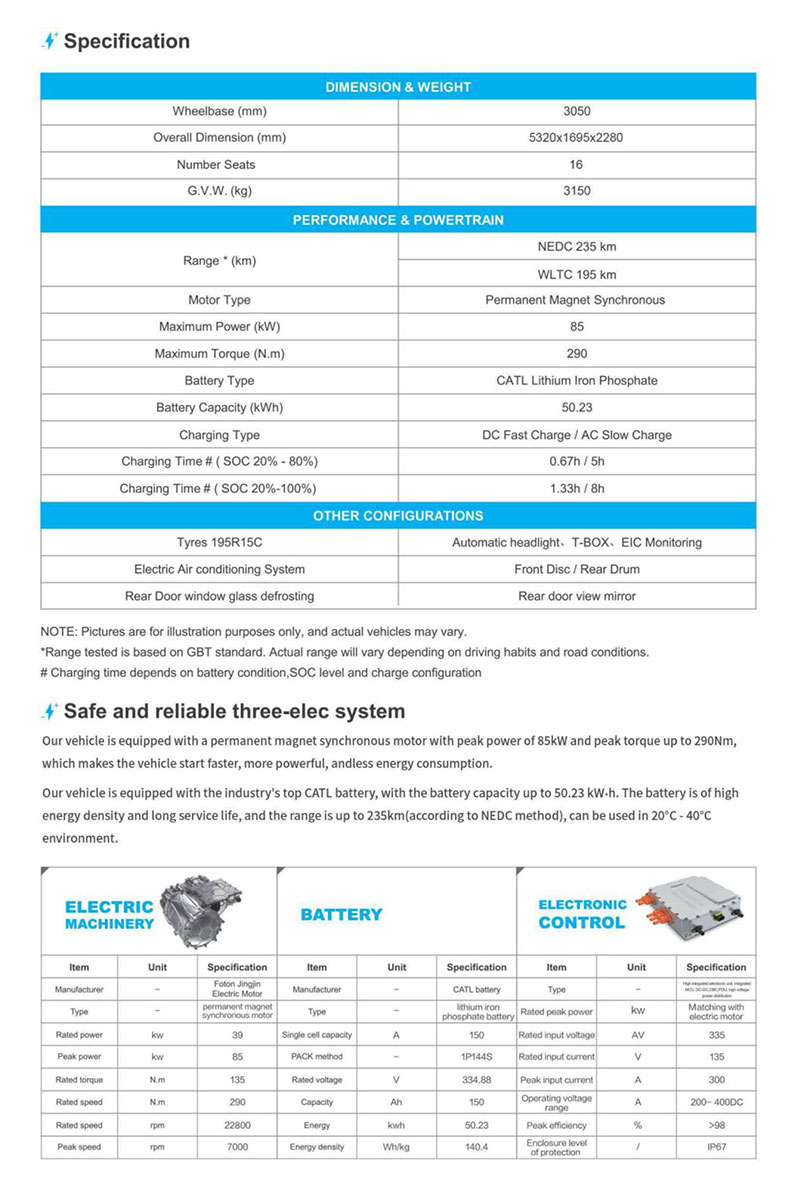 Specification
DIMENSION & WEIGHT
Wheelbase (mm) 3050
Overall Dimension (mm) 5320x1695x2280
Number Seats 16
G.V.W. (kg) 3150
PERFORMANCE & POWERTRAIN
Range * (km) NEDC 235 km
WLTC 195 km
Motor Type Permanent Magnet Synchronous
Maximum Power (kW) 85
Maximum Torque (N.m) 290
Battery Type CATL Lithium Iron Phosphate
Battery Capacity (kWh) 50.23
Charging Type DC Fast Charge / AC Slow Charge
Charging Time # ( SOC 20% - 80%) 0.67h / 5h
Charging Time # ( SOC 20%-100%) 1.33h / 8h
OTHER CONFIGURATIONS
Tyres 195R15C Automatic headlight、T-BOX、EIC Monitoring
Electric Air conditioning System Front Disc / Rear Drum
Rear Door window glass defrosting Rear door view mirror
NOTE: Pictures are for illustration purposes only, and actual vehicles may vary.
*Range tested is based on GBT standard. Actual range will vary depending on driving habits and road conditions.
# Charging time depends on battery condition,SOC level and charge configuration
Safe and reliable three-elec system
Our vehicle is equipped with a permanent magnet synchronous motor with peak power of 85kW and peak torque up to 290Nm,
which makes the vehicle start faster, more powerful, andless energy consumption.
Our vehicle is equipped with the industry's top CATL battery, with the battery capacity up to 50.23 kW·h. The battery is of high
energy density and long service life, and the range is up to 235km(according to NEDC method), can be used in 20°C - 40°C
environment.
ELECTRIC
MACHINERY
BATTERY
ELECTRONIC
CONTROL
Item Unit Specification Item Unit Specification Item Unit Specification
Manufacturer – Foton Jingjin Electric Motor Manufacturer – CATL battery Type – High integrated electronic unit, integrated MCU, DC-DC,OBC,PDU, high voltage power distribution
Type – permanent magnet synchronous motor Type – lithium iron phosphate battery Rated peak power kw Matching with electric motor
Rated power kw 39 Single cell capacity A 150 Rated input voltage AV 335
Peak power kw 85 PACK method – 1P144S Rated input current V 135
Rated torque N.m 135 Rated voltage V 334.88 Peak input current A 300
Rated speed N.m 290 Capacity Ah 150 Operating voltage range A 200– 400DC
Rated speed rpm 22800 Energy kwh 50.23 Peak efficiency % >98
Peak speed rpm 7000 Energy density Wh/kg 140.4 Enclosure level of protection / IP67